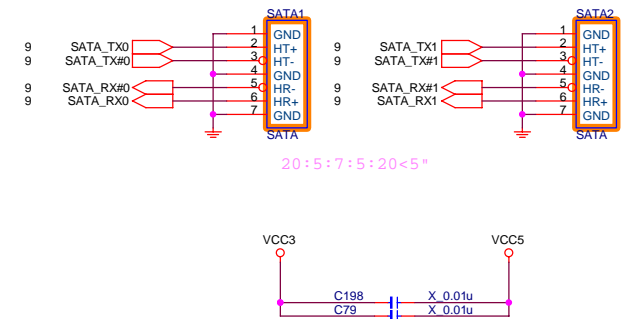 SATA1 SATA2
1 GND 1 GND
9 SATA_TX0 2 HT+ 9 SATA_TX1 2 HT+
9 SATA_TX#0 3 HT- 9 SATA_TX#1 3 HT-
4 GND 4 GND
9 SATA_RX#0 5 HR- 9 SATA_RX#1 5 HR-
9 SATA_RX0 6 HR+ 9 SATA_RX1 6 HR+
7 GND 7 GND
SATA SATA
20:5:7:5:20<5"
VCC3 VCC5
C198 X_0.01u
C79 X_0.01u